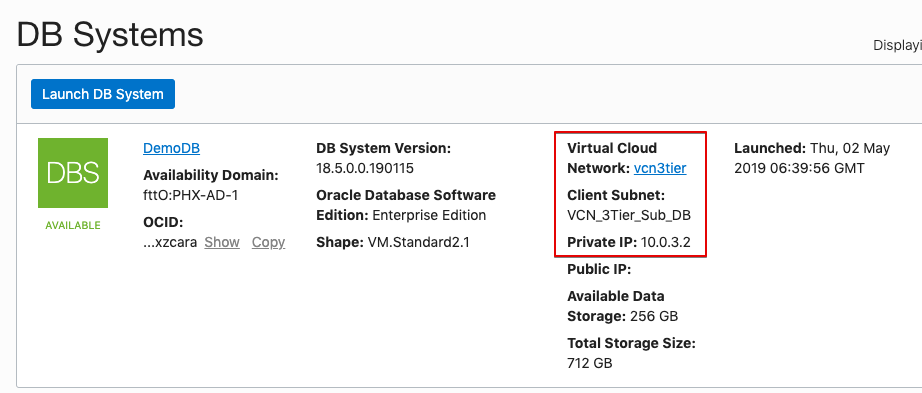 DB Systems
Displayi
Launch DB System
DBS
AVAILABLE
DemoDB
Availability Domain:
fttO:PHX-AD-1
OCID:
...xzcara Show Copy
DB System Version:
18.5.0.0.190115
Oracle Database Software
Edition: Enterprise Edition
Shape: VM.Standard2.1
Virtual Cloud
Network: vcn3tier
Client Subnet:
VCN_3Tier_Sub_DB
Private IP: 10.0.3.2
Public IP:
Available Data
Storage: 256 GB
Total Storage Size:
712 GB
Launched: Thu, 02 May
2019 06:39:56 GMT